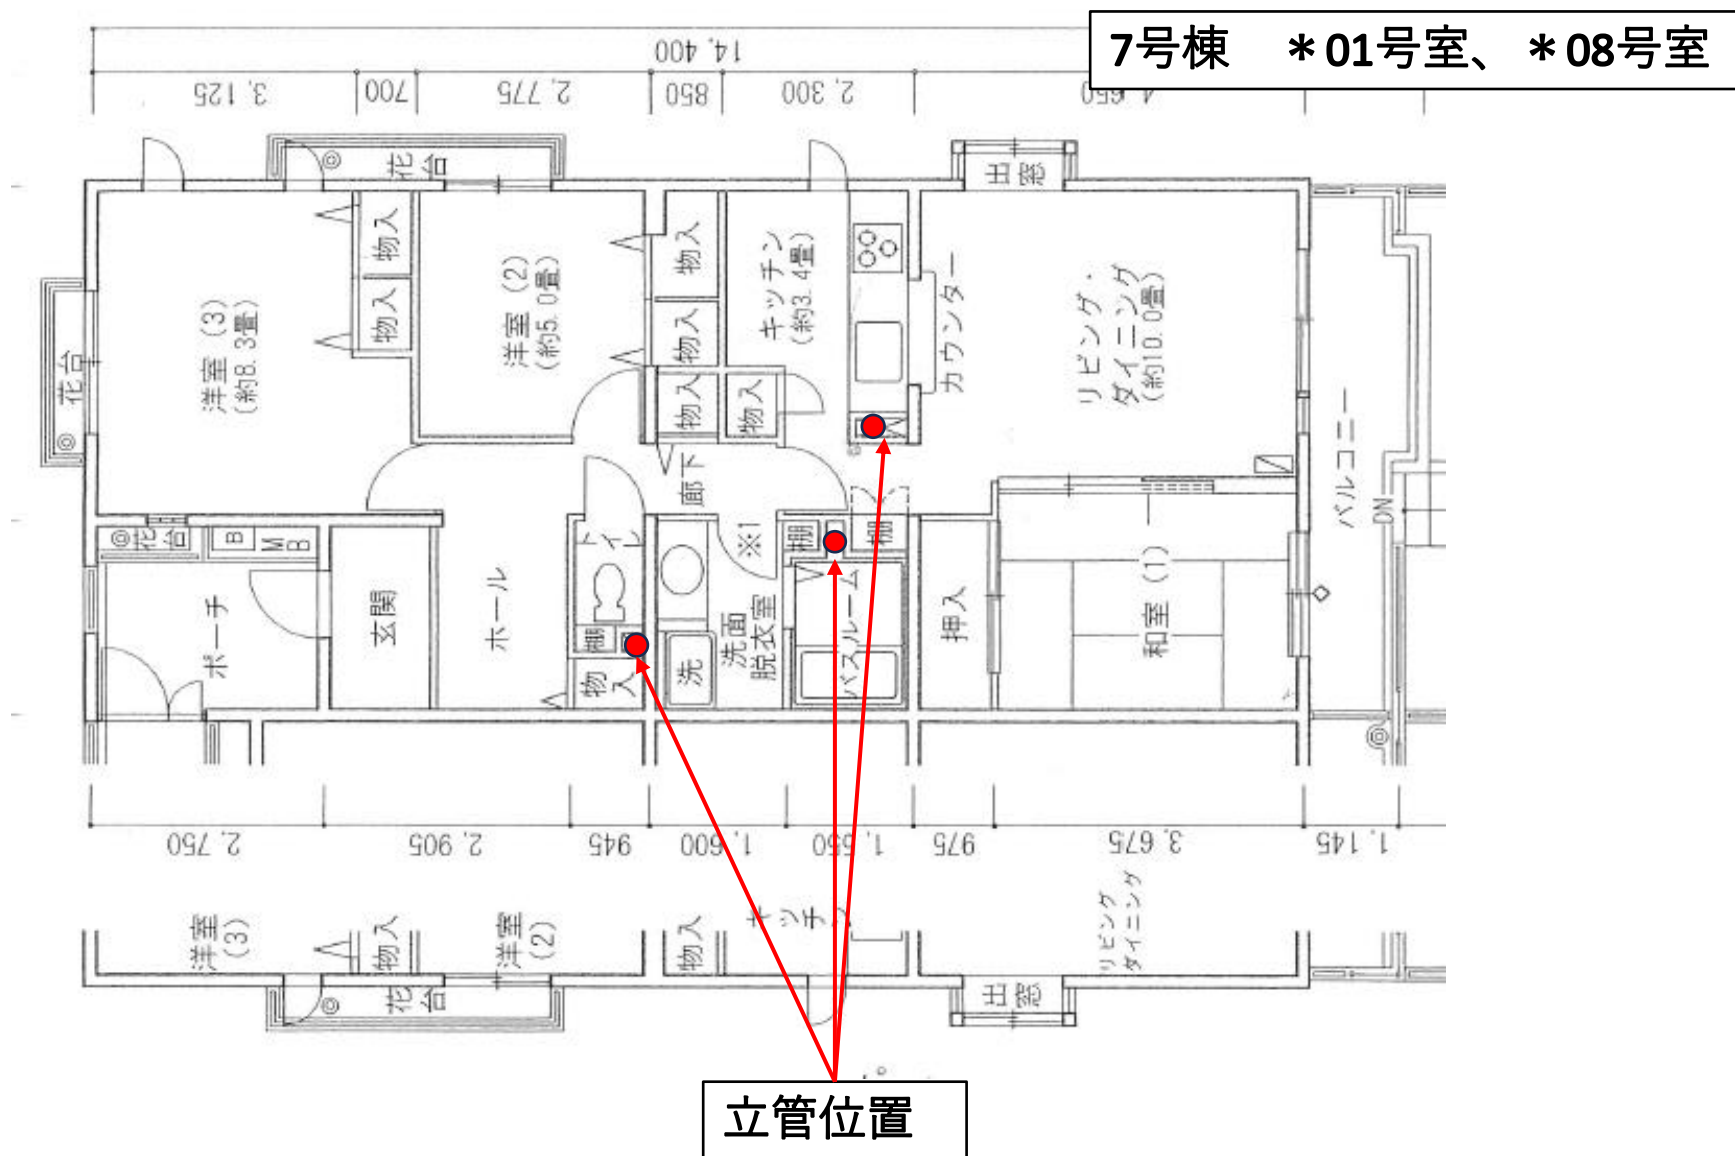 7号棟　＊01号室、＊08号室
14,400
3,125
700
2,775
850
2,300
4,650
花台
出窓
花台
洋室 (3)
(約8.3畳)
物入
物入
洋室 (2)
(約5.0畳)
物入
物入
物入
物入
キッチン
(約3.4畳)
カウンター
リビング・
ダイニング
(約10.0畳)
バルコニー
DN
廊下
花台
B
MB
ポーチ
玄関
ホール
トイレ
棚
物入
洗
洗面
脱衣室
※1
棚
棚
バスルーム
押入
和室 (1)
2,750
2,905
945
1,600
1,550
975
3,675
1,145
洋室
(3)
物入
洋室
(2)
物入
キッチン
リビング
ダイニング
花台
出窓
立管位置